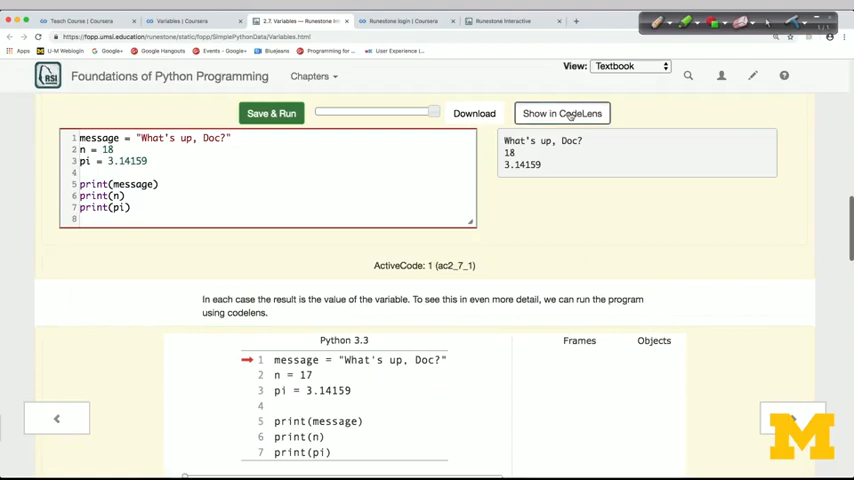 Teach Course | Coursera
Variables | Coursera
2.7. Variables — Runestone Int
Runestone login | Coursera
Runestone Interactive
https://fopp.umsi.education/runestone/static/fopp/SimplePythonData/Variables.html
Apps
U-M Weblogin
G+
Google Hangouts
Events - Google+
Bluejeans
Programming for ...
User Experience (...
1/1
RSI
Foundations of Python Programming
Chapters
View:
Textbook
Save & Run
Download
Show in CodeLens
1 message = "What's up, Doc?"
2 n = 18
3 pi = 3.14159
4
5 print(message)
6 print(n)
7 print(pi)
8
What's up, Doc?
18
3.14159
ActiveCode: 1 (ac2_7_1)
In each case the result is the value of the variable. To see this in even more detail, we can run the program
using codelens.
Python 3.3
1 message = "What's up, Doc?"
2 n = 17
3 pi = 3.14159
4
5 print(message)
6 print(n)
7 print(pi)
Frames
Objects
M